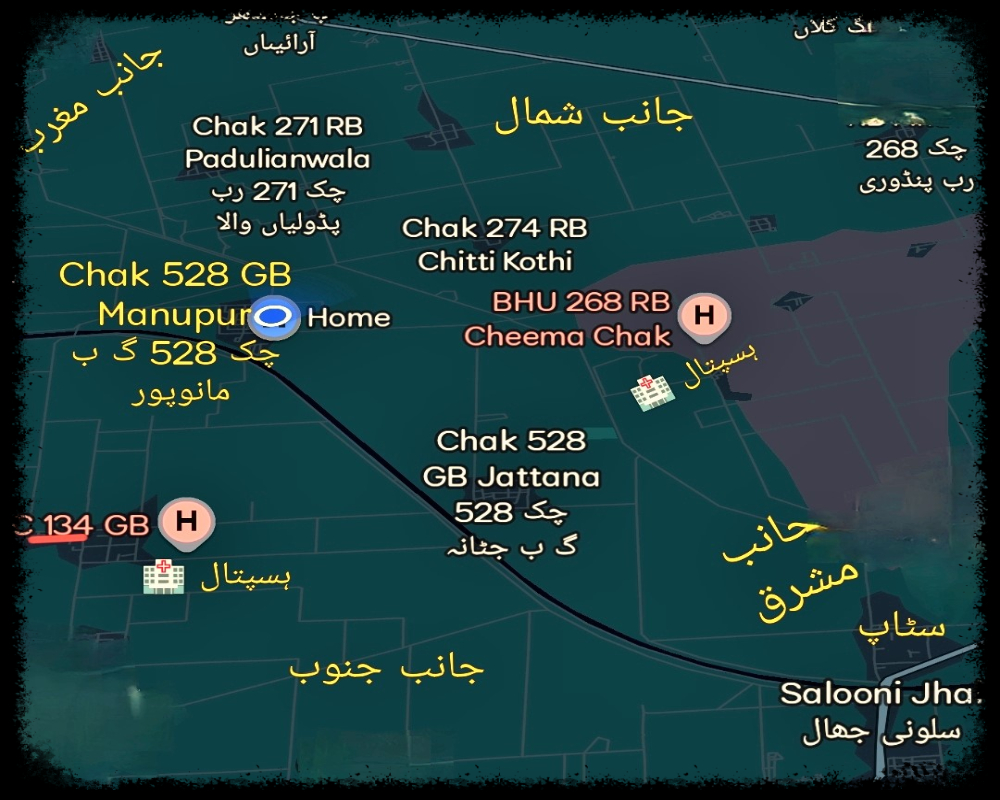 آرائیاں
کلاں
جانب مغرب
جانب شمال
Chak 271 RB
Padulianwala
چک 271 رب
پڈولیاں والا
چک 268
رب پنڈوری
Chak 274 RB
Chitti Kothi
Chak 528 GB
Manupur
چک 528 گ ب
مانوپور
Home
BHU 268 RB
Cheema Chak
H
ہسپتال
Chak 528
GB Jattana
چک 528
گ ب جٹانہ
134 GB
H
ہسپتال
جانب
مشرق
سٹاپ
جانب جنوب
Salooni Jha.
سلونی جھال